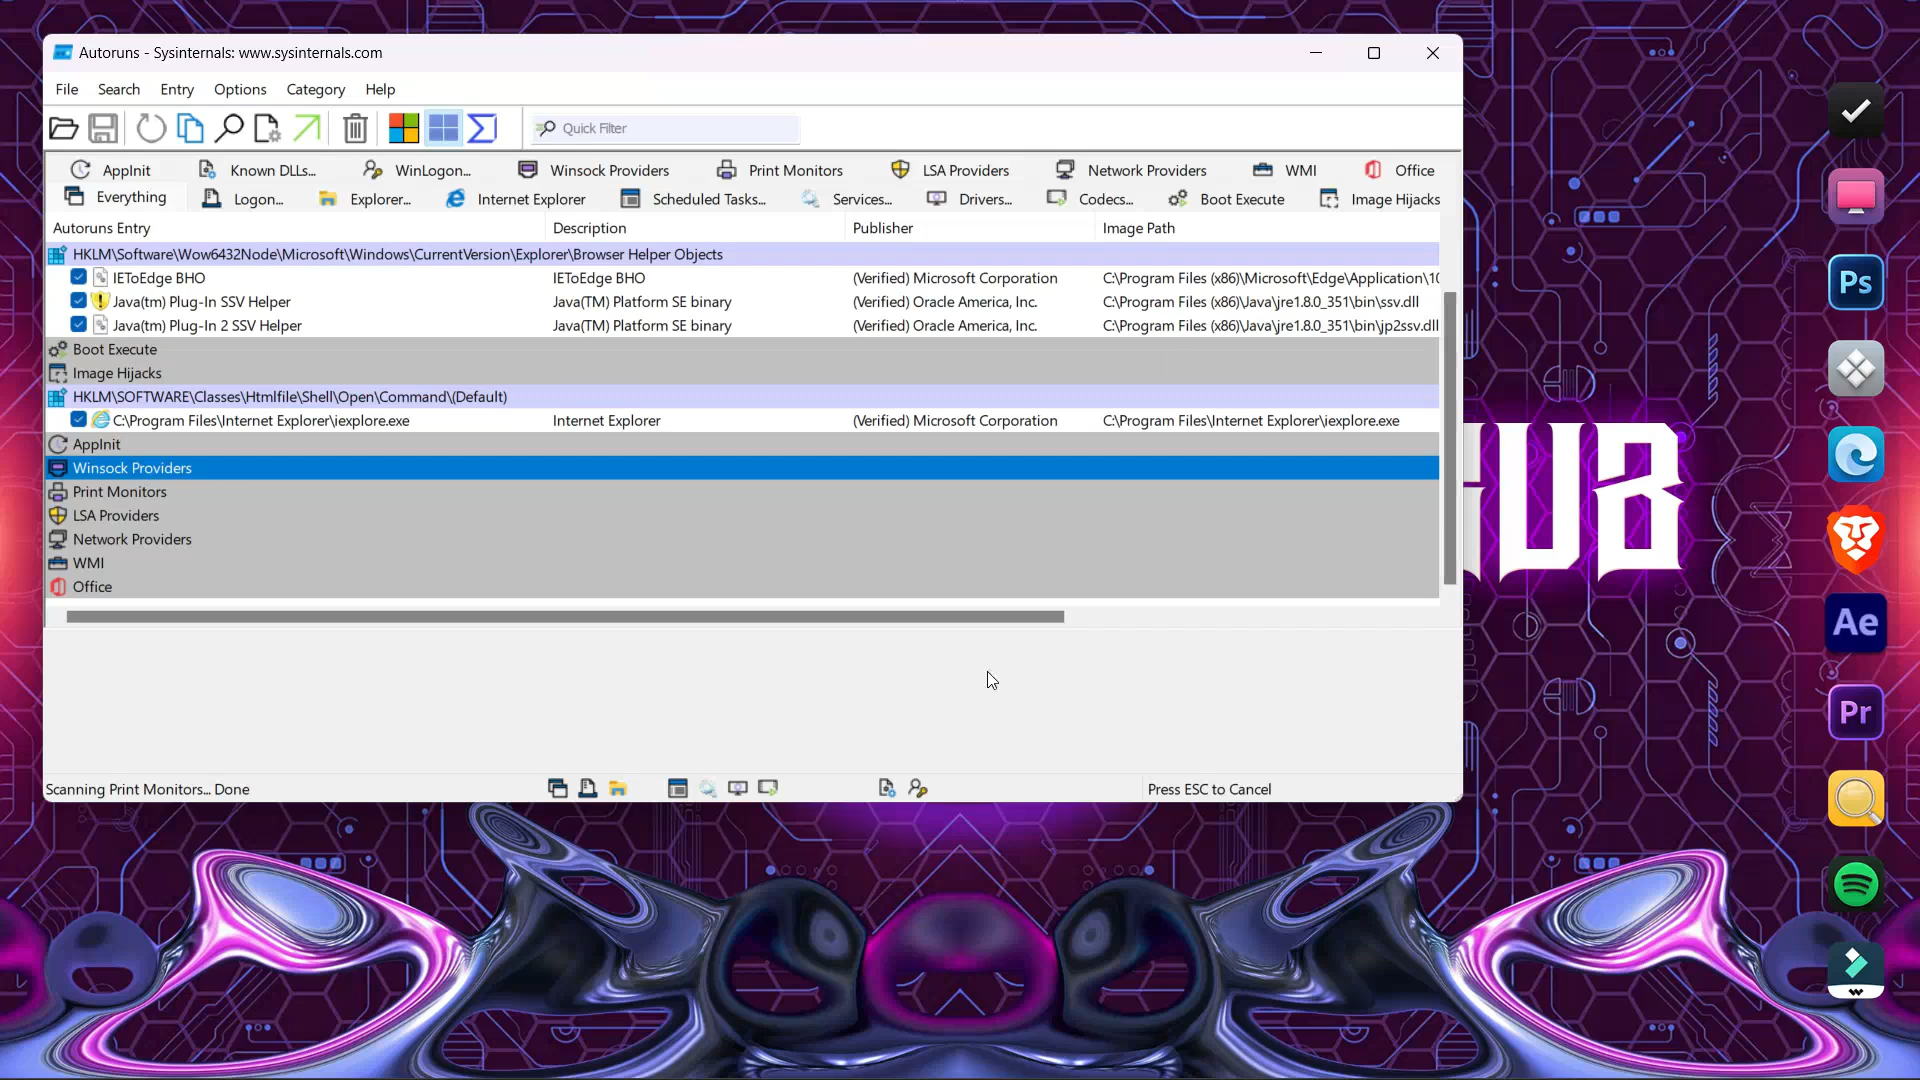 Autoruns - Sysinternals: www.sysinternals.com
File Search Entry Options Category Help
Quick Filter
AppInit Known DLLs... WinLogon... Winsock Providers Print Monitors LSA Providers Network Providers WMI Office
Everything Logon... Explorer... Internet Explorer Scheduled Tasks... Services... Drivers... Codecs... Boot Execute Image Hijacks
Autoruns Entry Description Publisher Image Path
HKLM\Software\Wow6432Node\Microsoft\Windows\CurrentVersion\Explorer\Browser Helper Objects
IEToEdge BHO IEToEdge BHO (Verified) Microsoft Corporation C:\Program Files (x86)\Microsoft\Edge\Application\10
Java(tm) Plug-In SSV Helper Java(TM) Platform SE binary (Verified) Oracle America, Inc. C:\Program Files (x86)\Java\jre1.8.0_351\bin\ssv.dll
Java(tm) Plug-In 2 SSV Helper Java(TM) Platform SE binary (Verified) Oracle America, Inc. C:\Program Files (x86)\Java\jre1.8.0_351\bin\jp2ssv.dll
Boot Execute
Image Hijacks
HKLM\SOFTWARE\Classes\Htmlfile\Shell\Open\Command\(Default)
C:\Program Files\Internet Explorer\iexplore.exe Internet Explorer (Verified) Microsoft Corporation C:\Program Files\Internet Explorer\iexplore.exe
AppInit
Winsock Providers
Print Monitors
LSA Providers
Network Providers
WMI
Office
Scanning Print Monitors... Done Press ESC to Cancel
UB
Ps
Ae
Pr